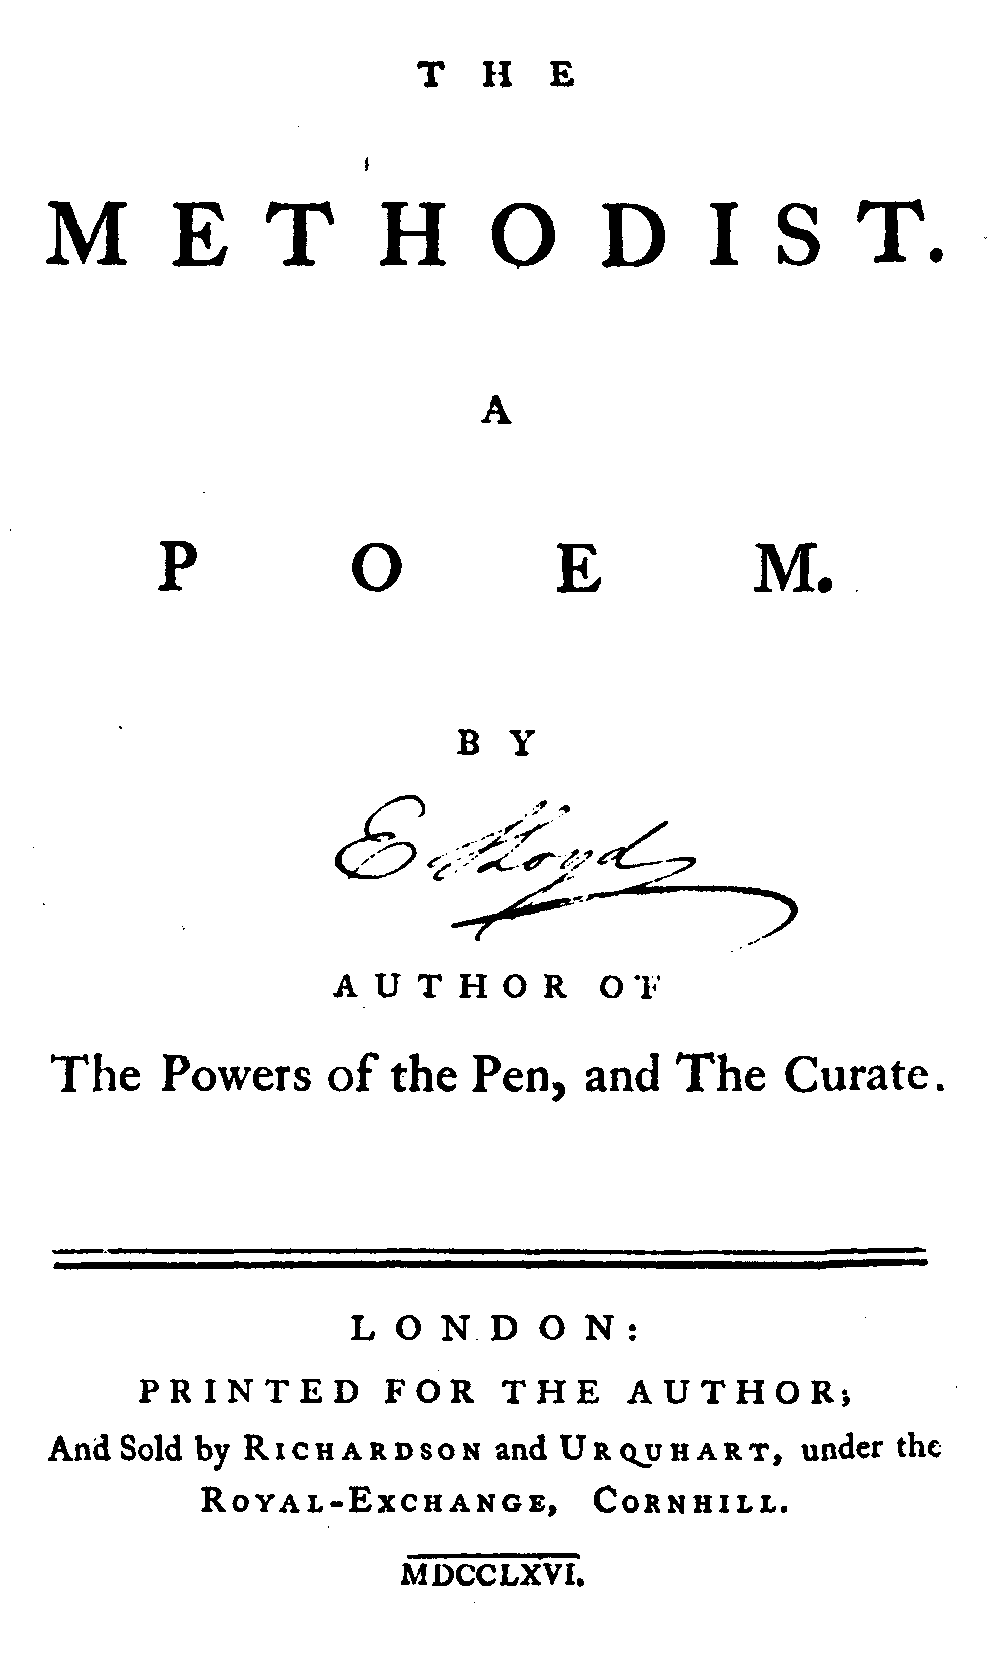 THE
METHODIST.
A
POEM.
BY
E Lloyd
AUTHOR OF
The Powers of the Pen, and The Curate.
LONDON:
PRINTED FOR THE AUTHOR;
And Sold by RICHARDSON and URQUHART, under the
ROYAL-EXCHANGE, CORNHILL.
MDCCLXVI.